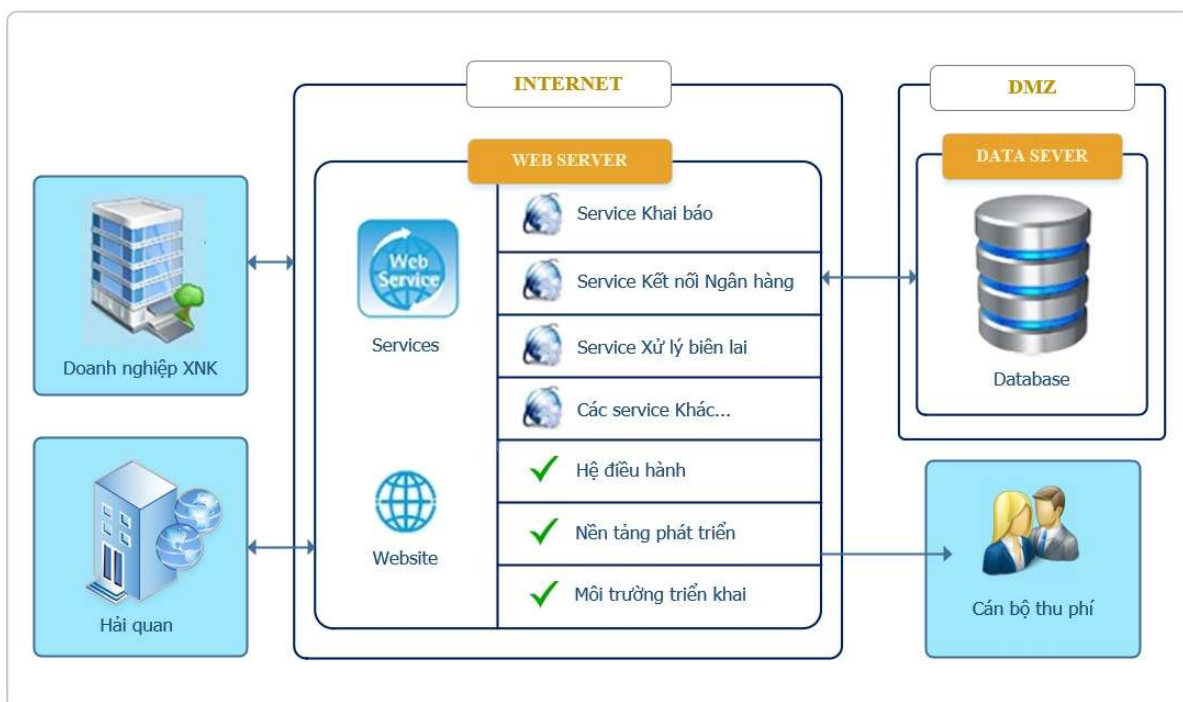 INTERNET
DMZ
WEB SERVER
DATA SEVER
Service Khai báo
Web
Service
Service Kết nối Ngân hàng
Services
Service Xử lý biên lai
Doanh nghiệp XNK
Database
Các service Khác...
Hệ điều hành
Nền tảng phát triển
Website
Môi trường triển khai
Hải quan
Cán bộ thu phí